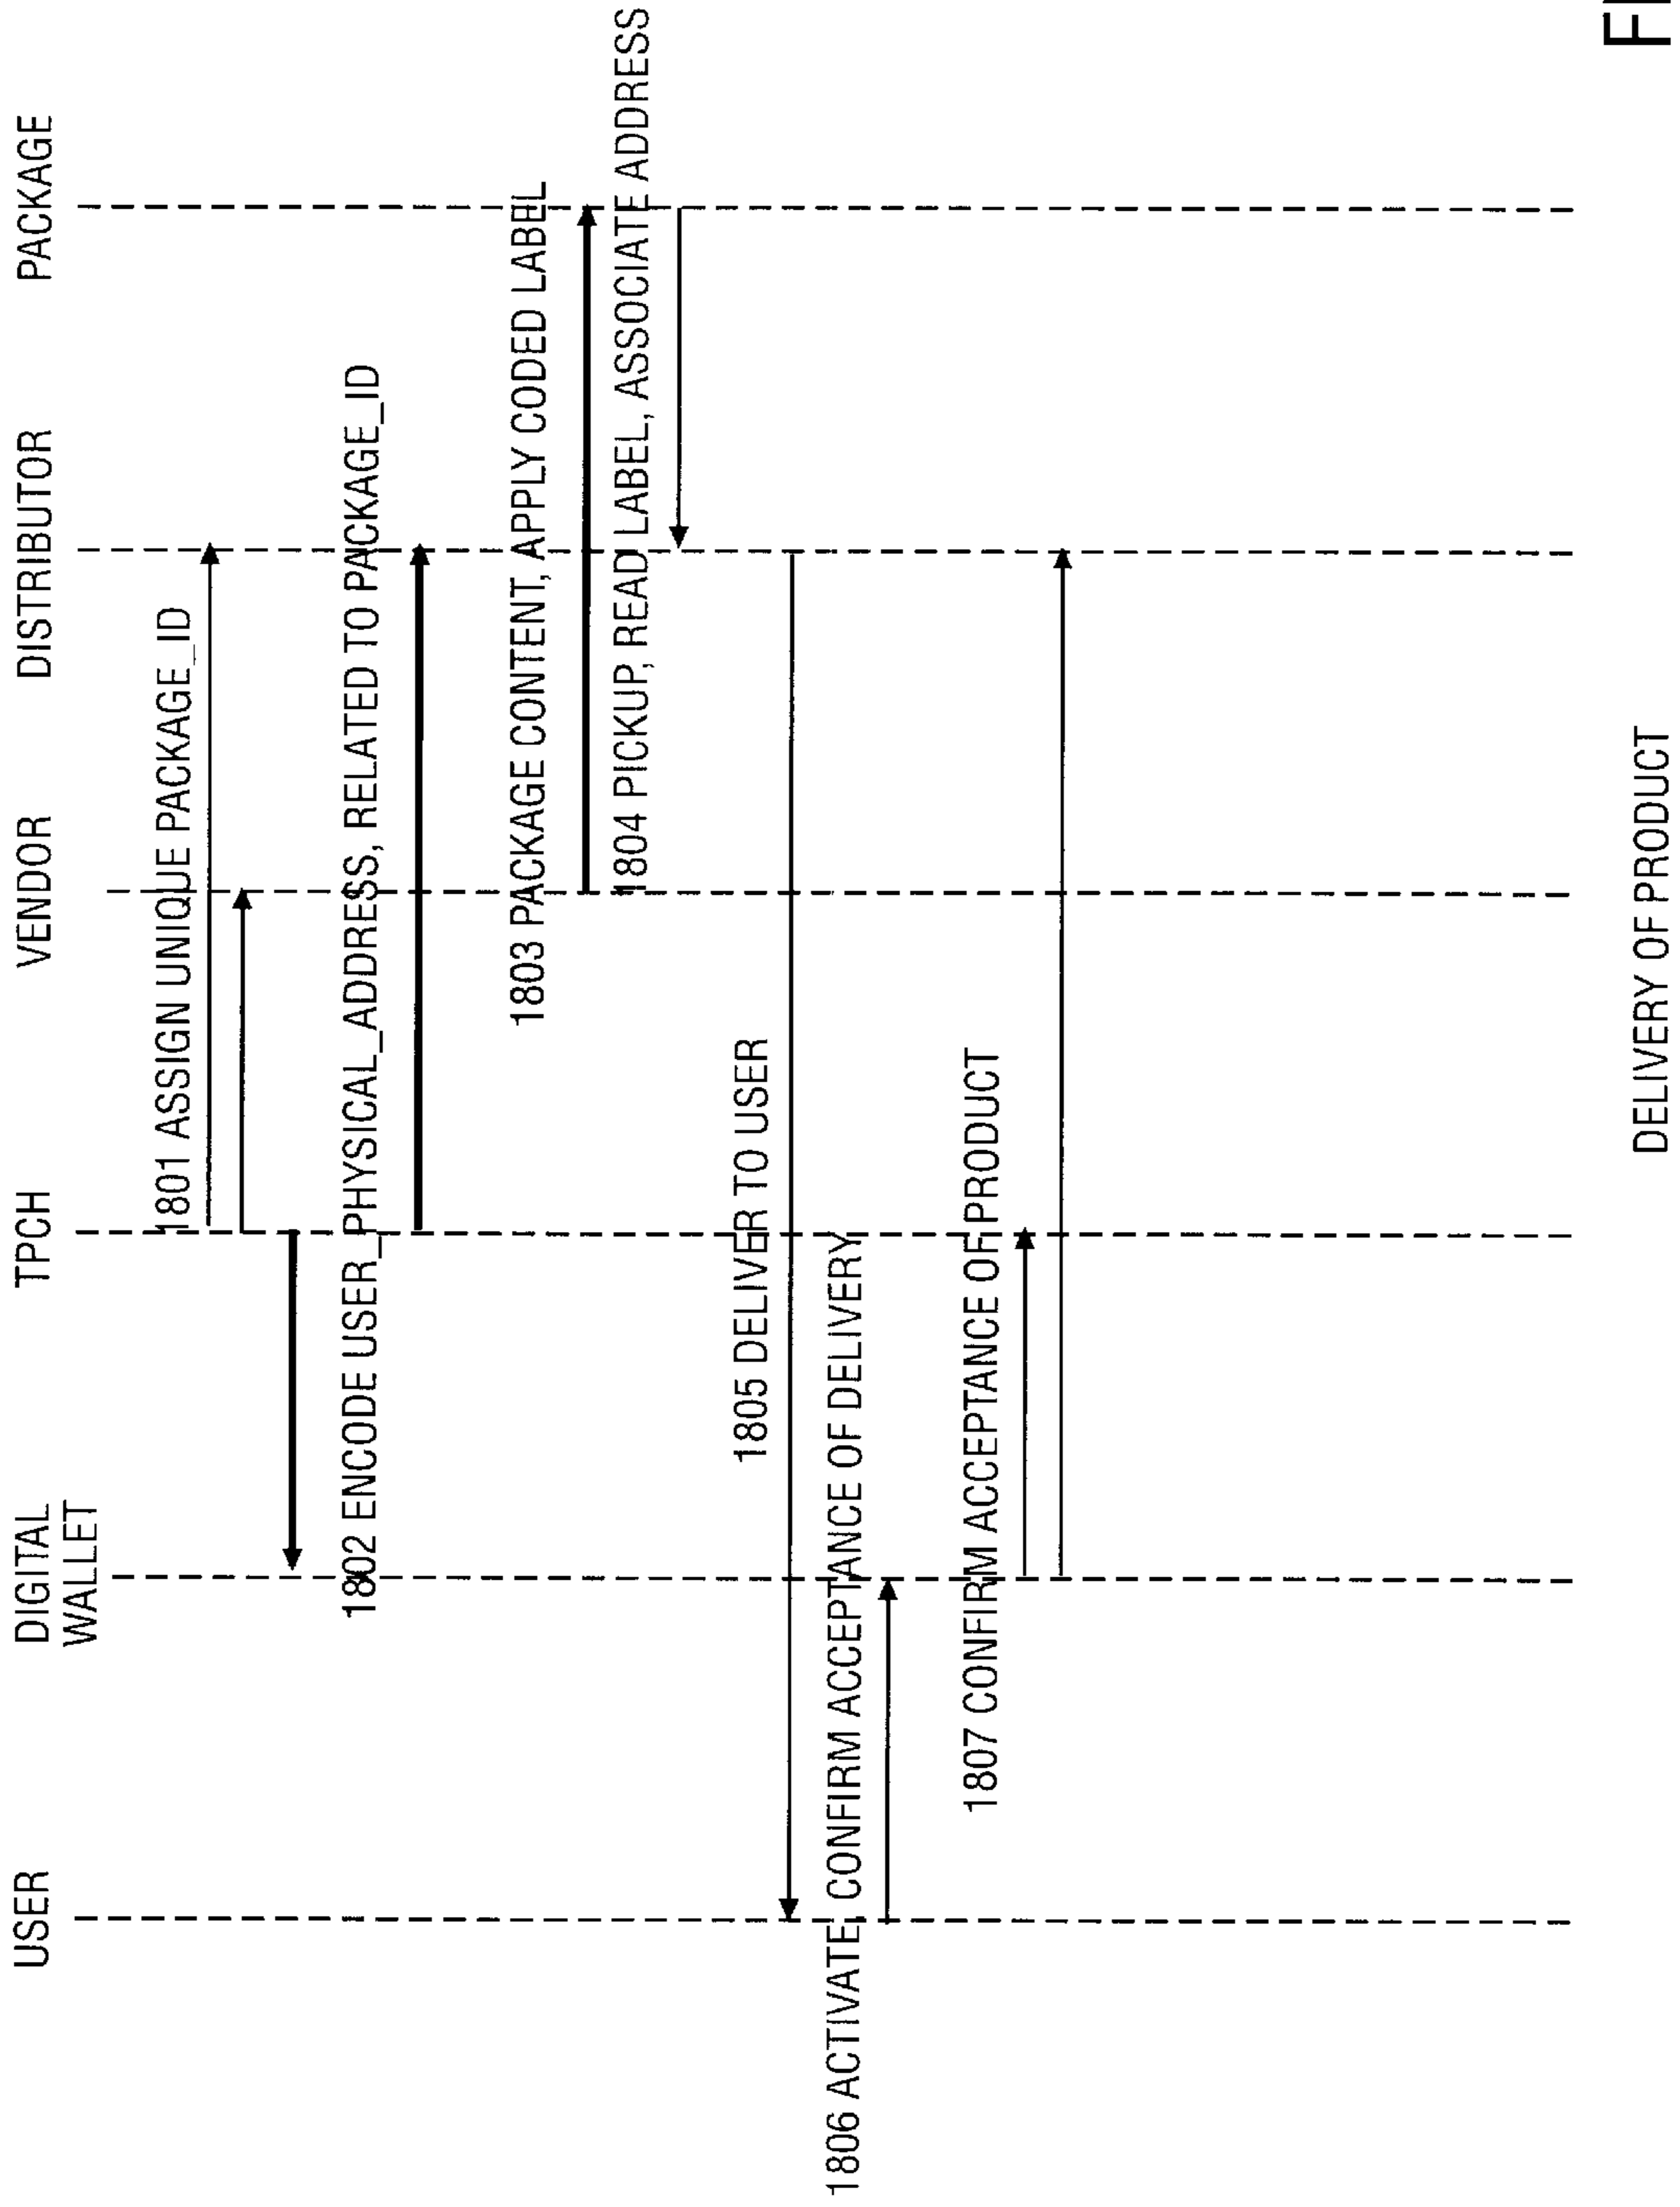 USER
DIGITAL
WALLET
TPCH
VENDOR
DISTRIBUTOR
PACKAGE
1801 ASSIGN UNIQUE PACKAGE_ID
1802 ENCODE USER_PHYSICAL_ADDRESS, RELATED TO PACKAGE_ID
1803 PACKAGE CONTENT, APPLY CODED LABEL
1804 PICKUP, READ LABEL, ASSOCIATE ADDRESS
1805 DELIVER TO USER
1806 ACTIVATE, CONFIRM ACCEPTANCE OF DELIVERY
1807 CONFIRM ACCEPTANCE OF PRODUCT
DELIVERY OF PRODUCT